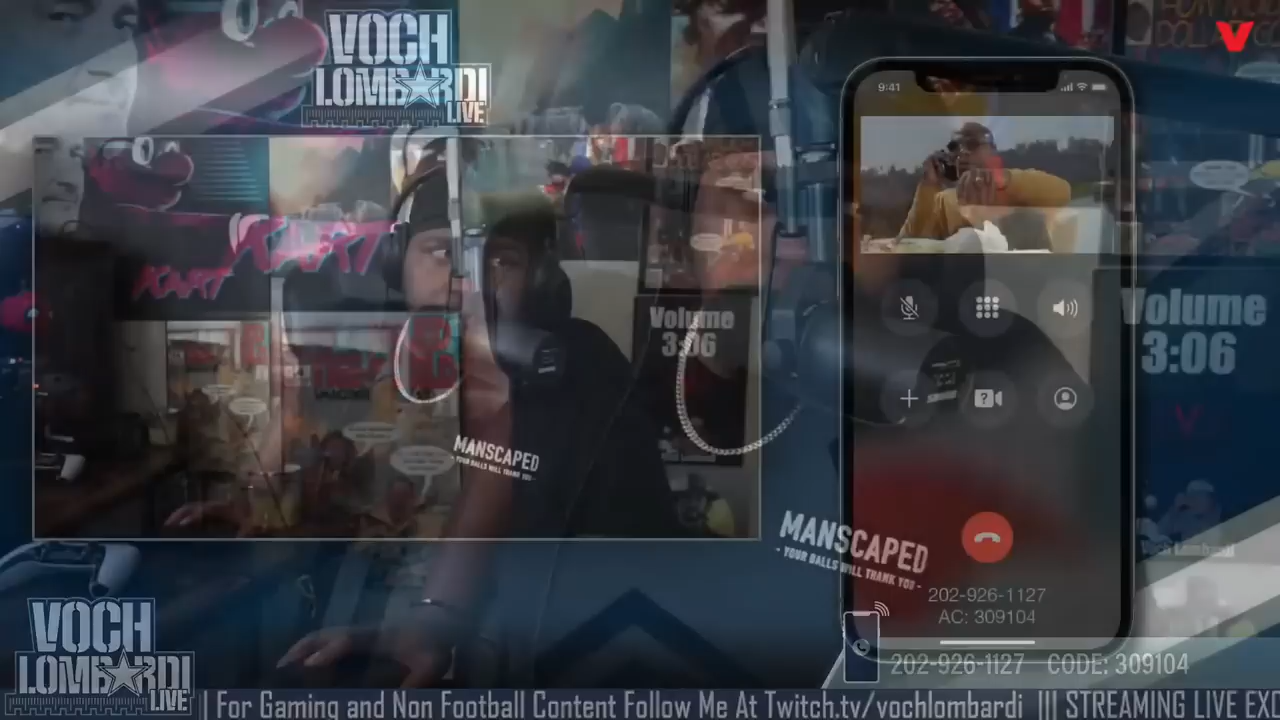 VOCH
LOMBARDI
LIVE
V
9:41
KART
KART
Volume
3:06
Volume
3:06
MANSCAPED
- YOUR BALLS WILL THANK YOU -
MANSCAPED
- YOUR BALLS WILL THANK YOU -
202-926-1127
AC: 309104
202-926-1127 CODE: 309104
VOCH
LOMBARDI
LIVE
|| For Gaming and Non Football Content Follow Me At Twitch.tv/vochlombardi ||| STREAMING LIVE EXC